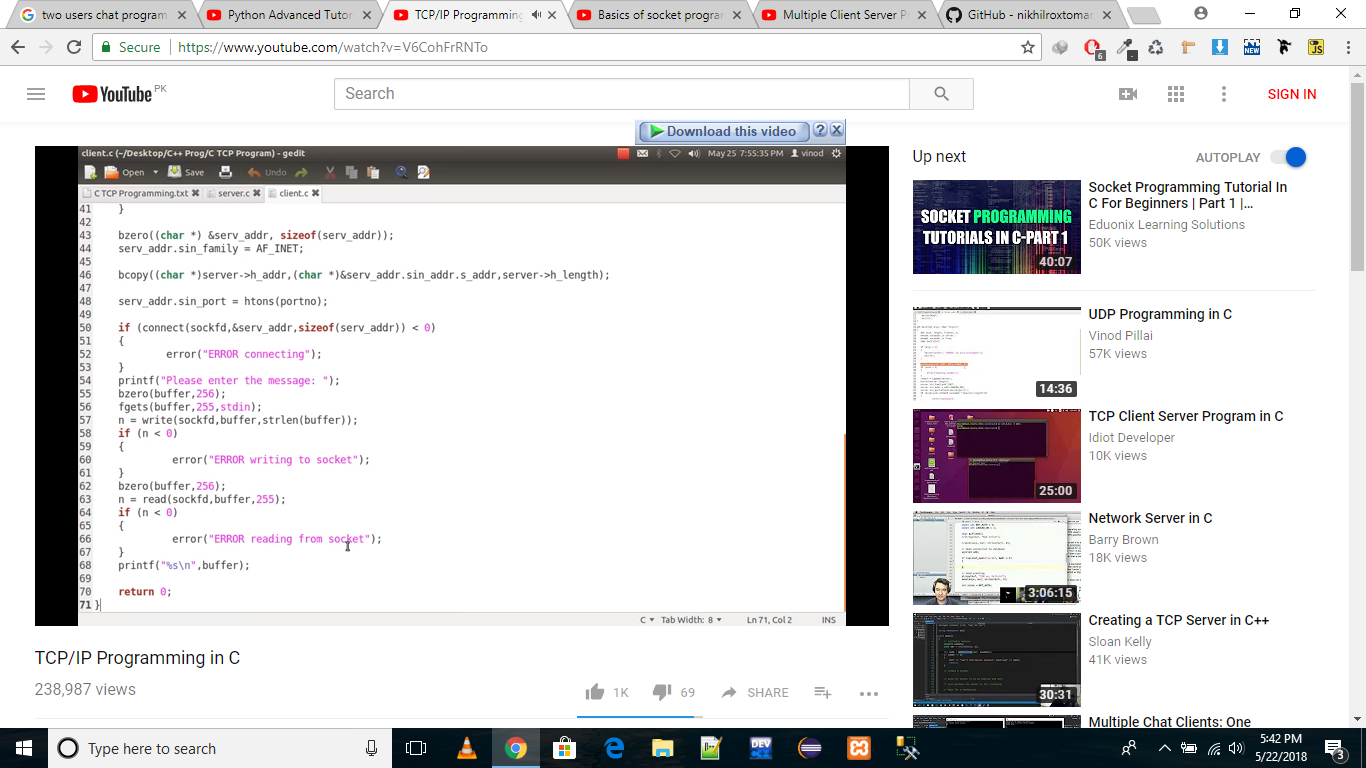 two users chat program
Python Advanced Tutor
TCP/IP Programming
Basics of socket progra
Multiple Client Server P
GitHub - nikhilroxtoma
Secure
https://www.youtube.com/watch?v=V6CohFrRNTo
6
NEW
JS
YouTube PK
Search
SIGN IN
Download this video
?
X
client.c (~/Desktop/C++ Prog/C TCP Program) - gedit
May 25 7:55:35 PM
vinod
Open
Save
Undo
C TCP Programming.txt
server.c
client.c
41 }
42
43 bzero((char *) &serv_addr, sizeof(serv_addr));
44 serv_addr.sin_family = AF_INET;
45
46 bcopy((char *)server->h_addr,(char *)&serv_addr.sin_addr.s_addr,server->h_length);
47
48 serv_addr.sin_port = htons(portno);
49
50 if (connect(sockfd,&serv_addr,sizeof(serv_addr)) < 0)
51 {
52 error("ERROR connecting");
53 }
54 printf("Please enter the message: ");
55 bzero(buffer,256);
56 fgets(buffer,255,stdin);
57 n = write(sockfd,buffer,strlen(buffer));
58 if (n < 0)
59 {
60 error("ERROR writing to socket");
61 }
62 bzero(buffer,256);
63 n = read(sockfd,buffer,255);
64 if (n < 0)
65 {
66 error("ERROR reading from socket");
67 }
68 printf("%s\n",buffer);
69
70 return 0;
71 }
C
Tab Width: 8
Ln 71, Col 2
INS
TCP/IP Programming in C
238,987 views
1K
69
SHARE
Up next
AUTOPLAY
SOCKET PROGRAMMING
TUTORIALS IN C-PART 1
40:07
Socket Programming Tutorial In
C For Beginners | Part 1 |...
Eduonix Learning Solutions
50K views
14:36
UDP Programming in C
Vinod Pillai
57K views
25:00
TCP Client Server Program in C
Idiot Developer
10K views
3:06:15
Network Server in C
Barry Brown
18K views
30:31
Creating a TCP Server in C++
Sloan Kelly
41K views
Multiple Chat Clients: One
Type here to search
DEV
5:42 PM
5/22/2018
3